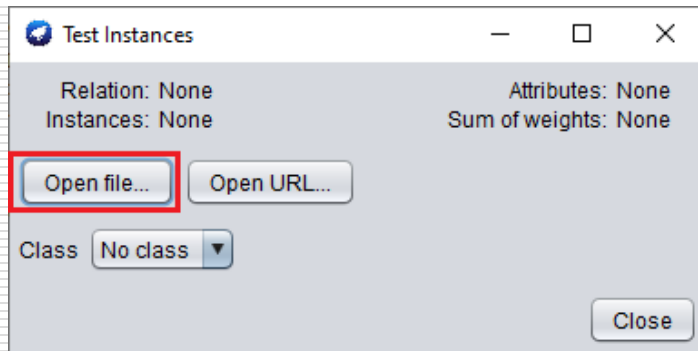 Test Instances
Relation: None Attributes: None
Instances: None Sum of weights: None
Open file... Open URL...
Class No class
Close